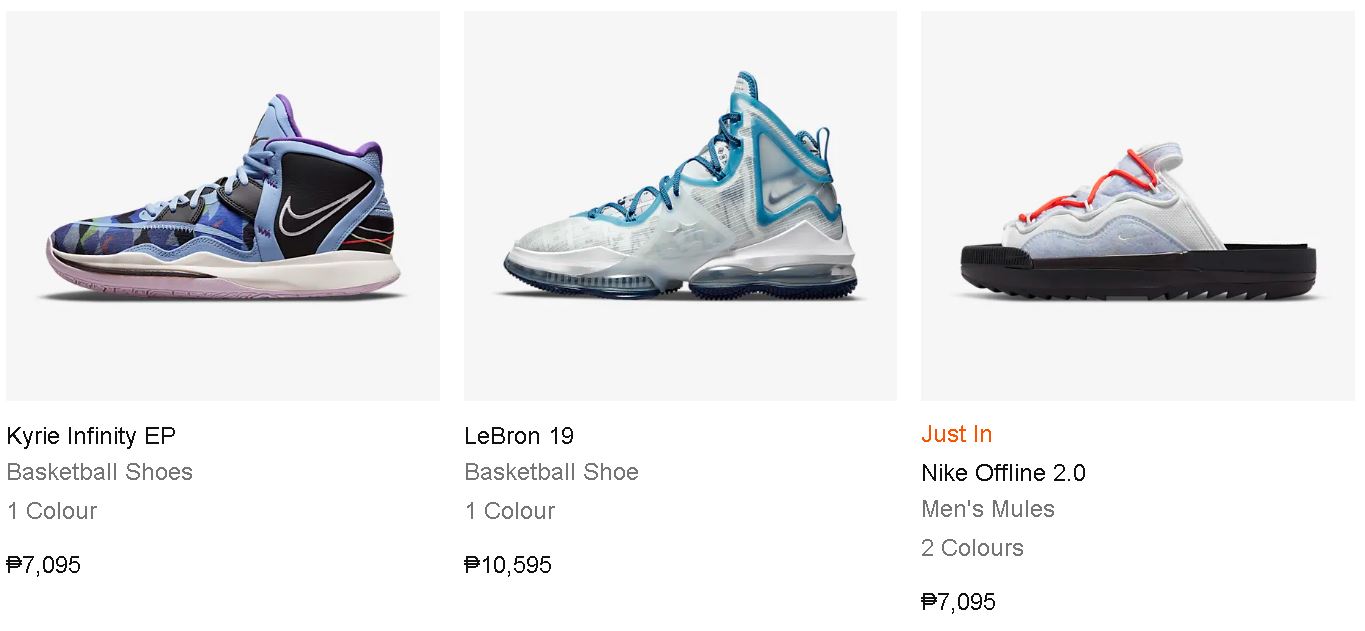 Kyrie Infinity EP
Basketball Shoes
1 Colour
₱7,095
LeBron 19
Basketball Shoe
1 Colour
₱10,595
Just In
Nike Offline 2.0
Men's Mules
2 Colours
₱7,095